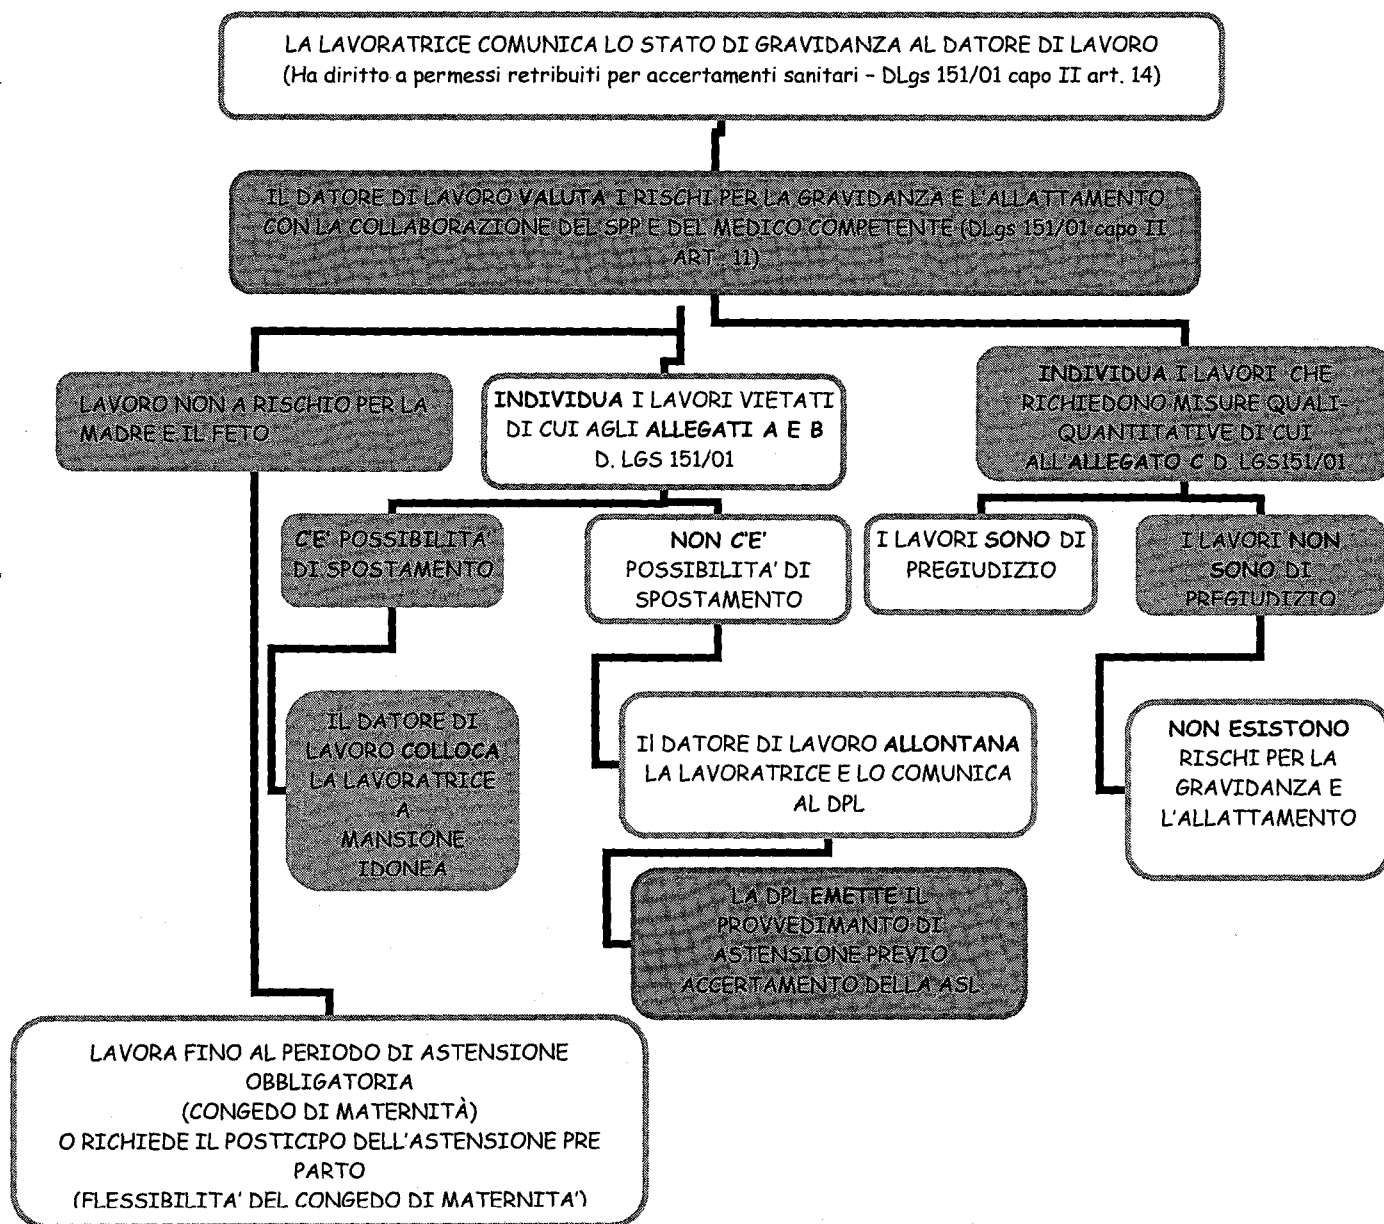 LA LAVORATRICE COMUNICA LO STATO DI GRAVIDANZA AL DATORE DI LAVORO
(Ha diritto a permessi retribuiti per accertamenti sanitari – DLgs 151/01 capo II art. 14)
IL DATORE DI LAVORO VALUTA I RISCHI PER LA GRAVIDANZA E L'ALLATTAMENTO
CON LA COLLABORAZIONE DEL SPP E DEL MEDICO COMPETENTE (DLgs 151/01 capo II
ART. 11)
LAVORO NON A RISCHIO PER LA
MADRE E IL FETO
INDIVIDUA I LAVORI VIETATI
DI CUI AGLI ALLEGATI A E B
D. LGS 151/01
INDIVIDUA I LAVORI CHE
RICHIEDONO MISURE QUALI-
QUANTITATIVE DI CUI
ALL'ALLEGATO C D. LGS151/01
C'E' POSSIBILITA'
DI SPOSTAMENTO
NON C'E'
POSSIBILITA' DI
SPOSTAMENTO
I LAVORI SONO DI
PREGIUDIZIO
I LAVORI NON
SONO DI
PREGIUDIZIO
IL DATORE DI
LAVORO COLLOCA
LA LAVORATRICE
A
MANSIONE
IDONEA
Il DATORE DI LAVORO ALLONTANA
LA LAVORATRICE E LO COMUNICA
AL DPL
NON ESISTONO
RISCHI PER LA
GRAVIDANZA E
L'ALLATTAMENTO
LA DPL EMETTE IL
PROVVEDIMANTO DI
ASTENSIONE PREVIO
ACCERTAMENTO DELLA ASL
LAVORA FINO AL PERIODO DI ASTENSIONE
OBBLIGATORIA
(CONGEDO DI MATERNITÀ)
O RICHIEDE IL POSTICIPO DELL'ASTENSIONE PRE
PARTO
(FLESSIBILITA' DEL CONGEDO DI MATERNITA')